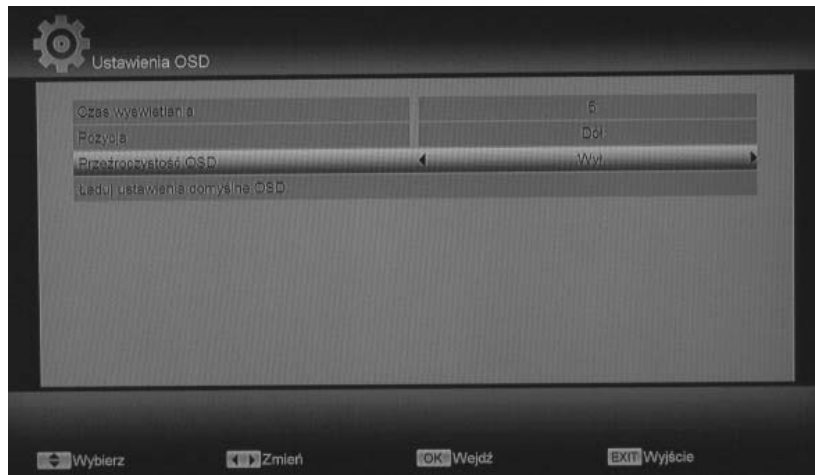 Ustawienia OSD
Czas wyświetlania 5
Pozycja Dół
Przeźroczystość OSD Wył
Ładuj ustawienia domyślne OSD
Wybierz Zmień OK Wejdź EXIT Wyjście